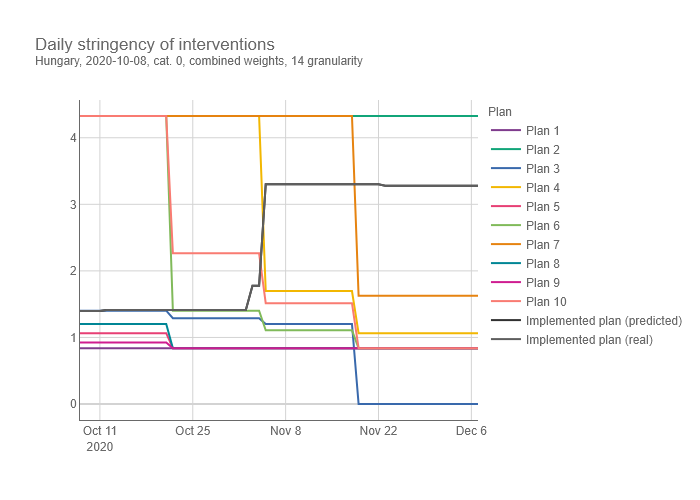 Daily stringency of interventions
Hungary, 2020-10-08, cat. 0, combined weights, 14 granularity
Plan
Plan 1
Plan 2
Plan 3
Plan 4
Plan 5
Plan 6
Plan 7
Plan 8
Plan 9
Plan 10
Implemented plan (predicted)
Implemented plan (real)
4
3
2
1
0
Oct 11 Oct 25 Nov 8 Nov 22 Dec 6
2020